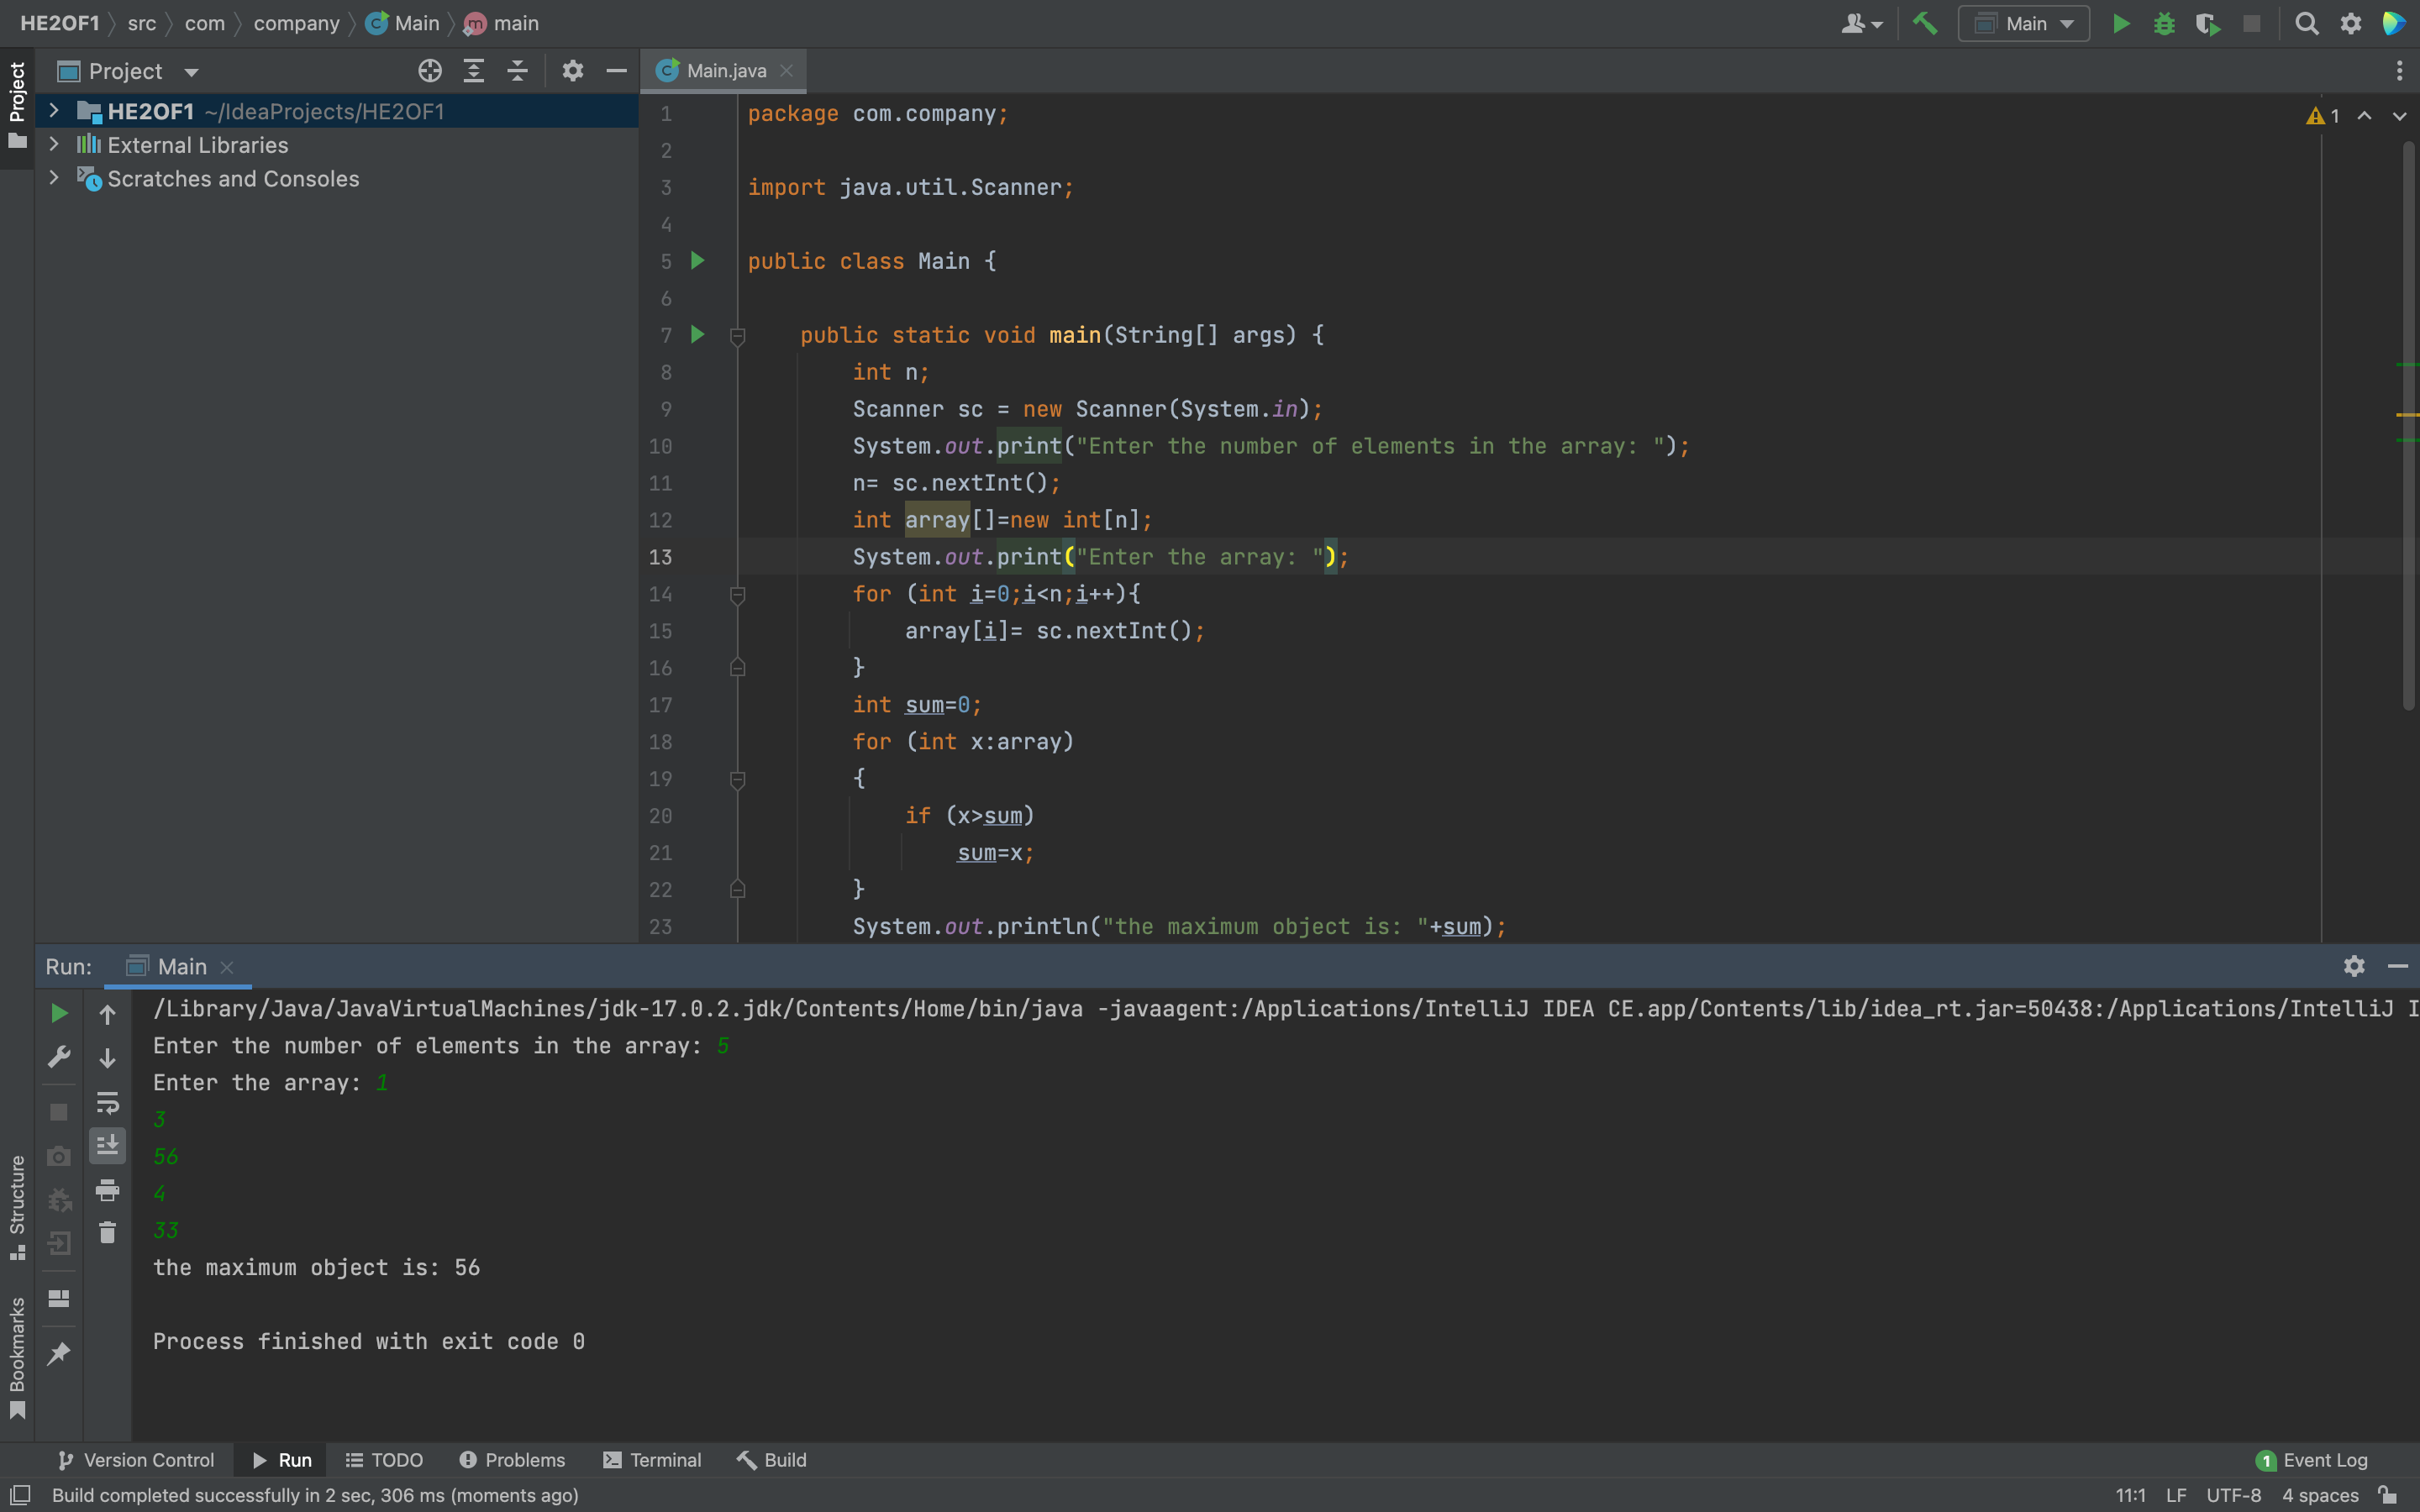 HE2OF1 src com company Main main
Main
Project
Project
Main.java
HE2OF1 ~/IdeaProjects/HE2OF1
External Libraries
Scratches and Consoles
1
1 package com.company;
2
3 import java.util.Scanner;
4
5 public class Main {
6
7 public static void main(String[] args) {
8 int n;
9 Scanner sc = new Scanner(System.in);
10 System.out.print("Enter the number of elements in the array: ");
11 n= sc.nextInt();
12 int array[]=new int[n];
13 System.out.print("Enter the array: ");
14 for (int i=0;i<n;i++){
15 array[i]= sc.nextInt();
16 }
17 int sum=0;
18 for (int x:array)
19 {
20 if (x>sum)
21 sum=x;
22 }
23 System.out.println("the maximum object is: "+sum);
Run: Main
/Library/Java/JavaVirtualMachines/jdk-17.0.2.jdk/Contents/Home/bin/java -javaagent:/Applications/IntelliJ IDEA CE.app/Contents/lib/idea_rt.jar=50438:/Applications/IntelliJ I
Enter the number of elements in the array: 5
Enter the array: 1
3
56
4
33
the maximum object is: 56
Process finished with exit code 0
Structure
Bookmarks
Version Control Run TODO Problems Terminal Build 1 Event Log
Build completed successfully in 2 sec, 306 ms (moments ago) 11:1 LF UTF-8 4 spaces